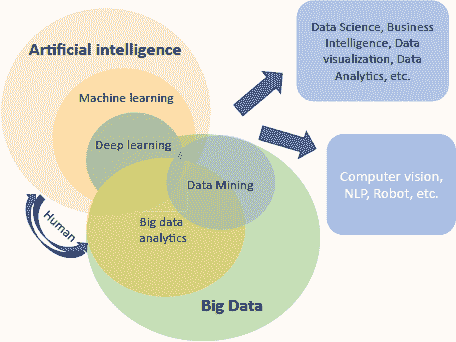 Artificial intelligence
Machine learning
Deep learning
Data Mining
Big data
analytics
Human
Big Data
Data Science, Business
Intelligence, Data
visualization, Data
Analytics, etc.
Computer vision,
NLP, Robot, etc.